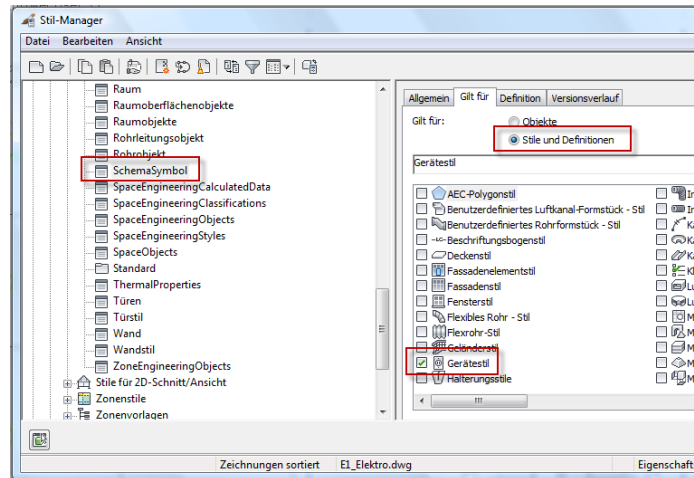 Stil-Manager
Datei Bearbeiten Ansicht
Raum
Raumoberflächenobjekte
Raumobjekte
Rohrleitungsobjekt
Rohrobjekt
SchemaSymbol
SpaceEngineeringCalculatedData
SpaceEngineeringClassifications
SpaceEngineeringObjects
SpaceEngineeringStyles
SpaceObjects
Standard
ThermalProperties
Türen
Türstil
Wand
Wandstil
ZoneEngineeringObjects
Stile für 2D-Schnitt/Ansicht
Zonenstile
Zonenvorlagen
Allgemein Gilt für Definition Versionsverlauf
Gilt für: Objekte
Stile und Definitionen
Gerätestil
AEC-Polygonstil
Benutzerdefiniertes Luftkanal-Formstück - Stil
Benutzerdefiniertes Rohrformstück - Stil
Beschriftungsbogenstil
Deckenstil
Fassadenelementstil
Fassadenstil
Fensterstil
Flexibles Rohr - Stil
Flexrohr-Stil
Geländerstil
Gerätestil
Halterungsstile
Zeichnungen sortiert E1_Elektro.dwg Eigenschaft